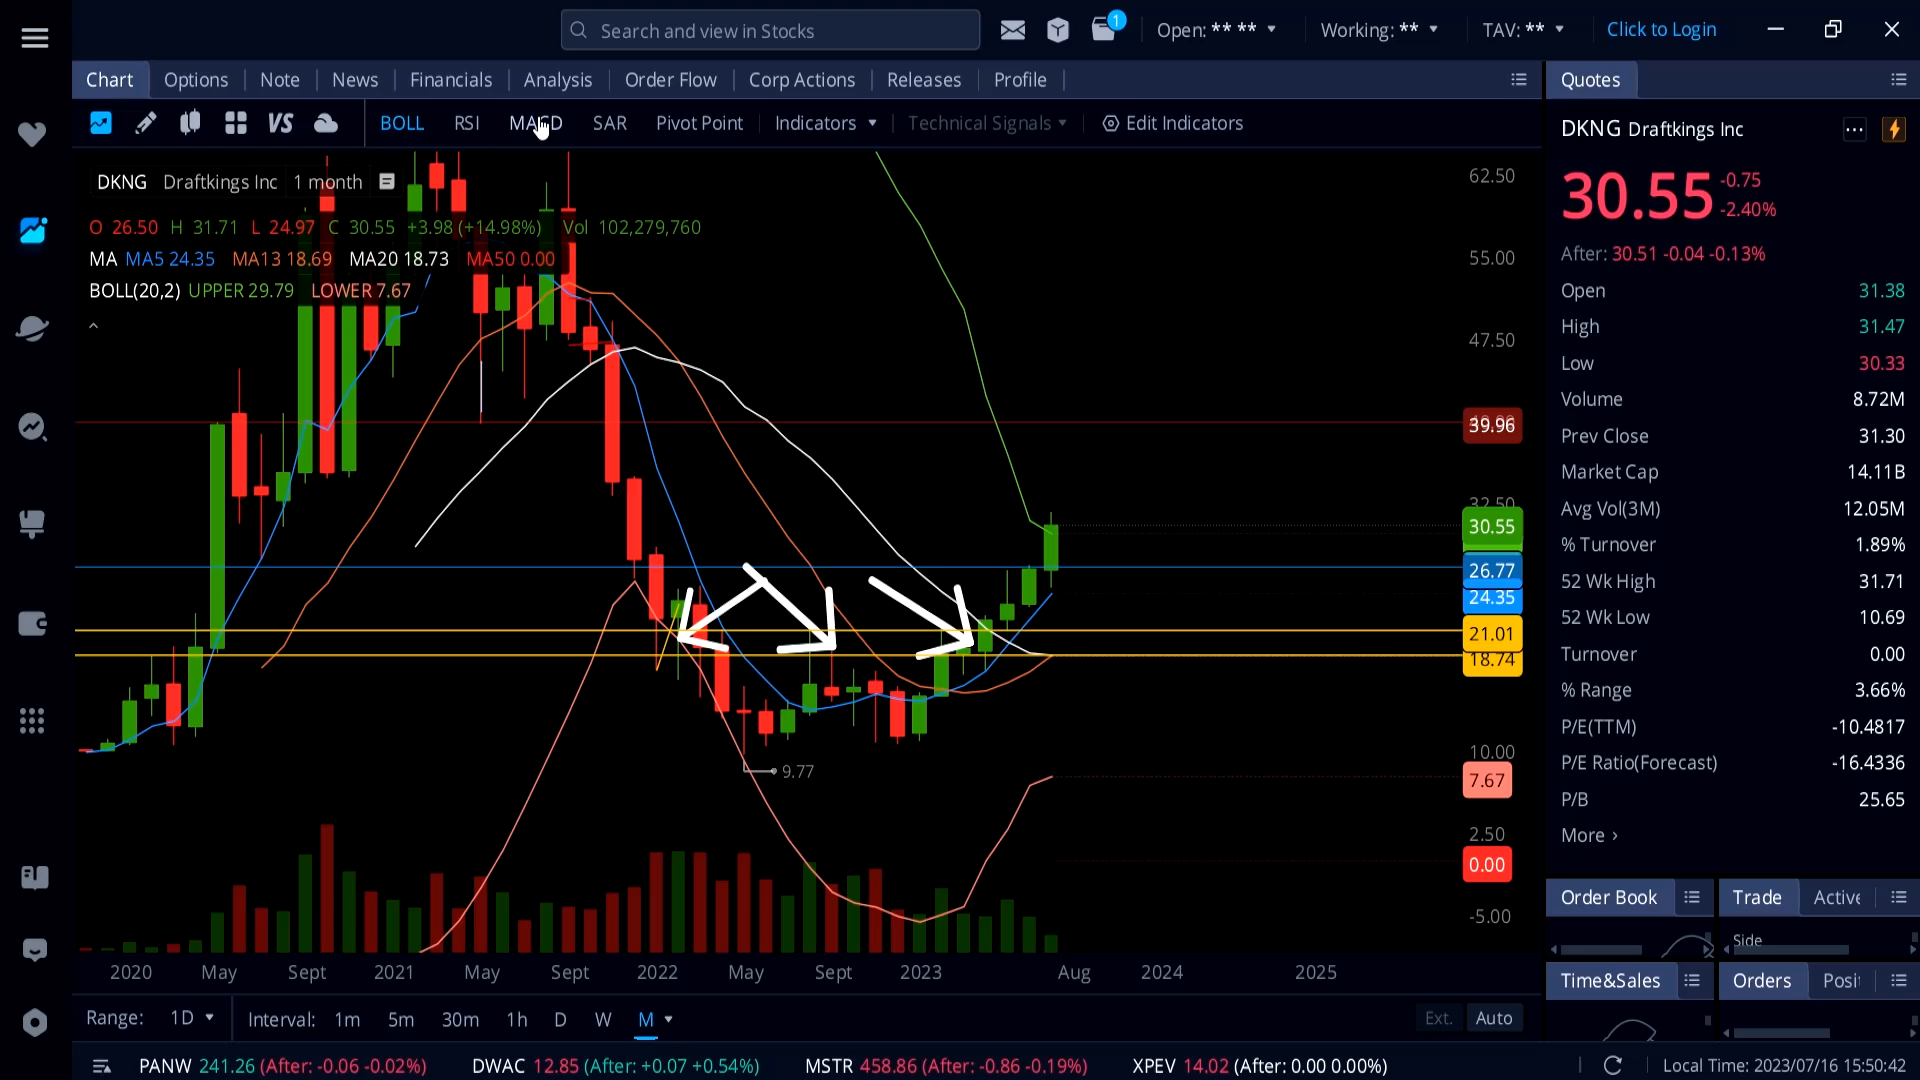 Search and view in Stocks
1
Open: ** **
Working: **
TAV: **
Click to Login
Chart
Options
Note
News
Financials
Analysis
Order Flow
Corp Actions
Releases
Profile
Quotes
VS
BOLL
RSI
MACD
SAR
Pivot Point
Indicators
Technical Signals
Edit Indicators
DKNG Draftkings Inc 1 month
O 26.50 H 31.71 L 24.97 C 30.55 +3.98 (+14.98%) Vol 102,279,760
MA MA5 24.35 MA13 18.69 MA20 18.73 MA50 0.00
BOLL(20,2) UPPER 29.79 LOWER 7.67
62.50
55.00
47.50
39.96
32.50
30.55
26.77
24.35
21.01
18.74
10.00
7.67
2.50
0.00
-5.00
9.77
2020 May Sept 2021 May Sept 2022 May Sept 2023 Aug 2024 2025
Range: 1D
Interval: 1m 5m 30m 1h D W M
Ext. Auto
DKNG Draftkings Inc
30.55
-0.75
-2.40%
After: 30.51 -0.04 -0.13%
Open 31.38
High 31.47
Low 30.33
Volume 8.72M
Prev Close 31.30
Market Cap 14.11B
Avg Vol(3M) 12.05M
% Turnover 1.89%
52 Wk High 31.71
52 Wk Low 10.69
Turnover 0.00
% Range 3.66%
P/E(TTM) -10.4817
P/E Ratio(Forecast) -16.4336
P/B 25.65
More
Order Book
Trade Active
Side
Time&Sales
Orders Posi
PANW 241.26 (After: -0.06 -0.02%)
DWAC 12.85 (After: +0.07 +0.54%)
MSTR 458.86 (After: -0.86 -0.19%)
XPEV 14.02 (After: 0.00 0.00%)
Local Time: 2023/07/16 15:50:42